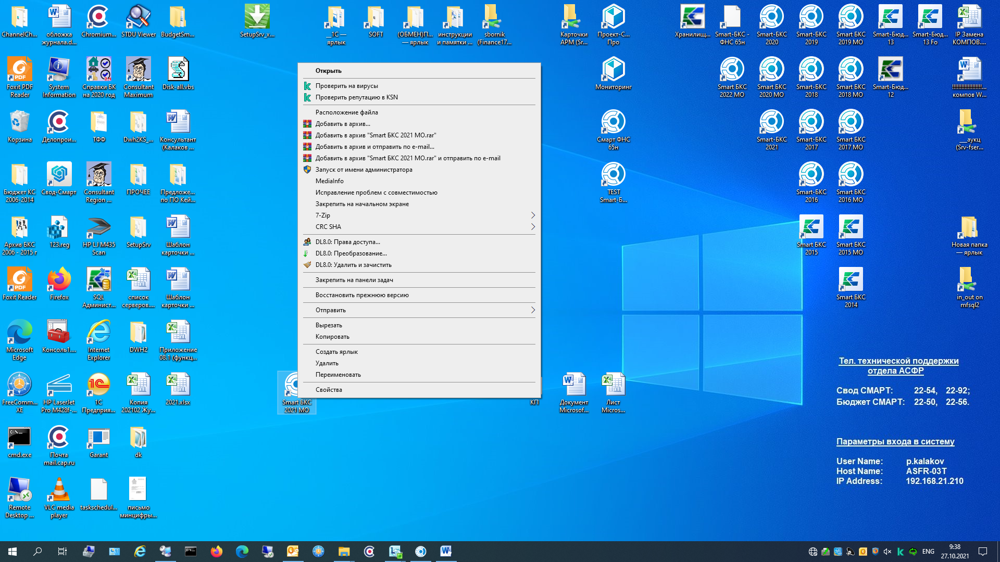 ChannelCh...
обложка
журнала.d...
Chromium...
STDU Viewer
BudgetSm...
SetupSrv_x...
__1С —
ярлык
SOFT
(ОБМЕН)П...
— ярлык
инструкции
и памятки ...
sbornik
(Finance17...
Карточки
АРМ (Sr...
Проект-С...
Про
Хранилищ...
Smart-БКС -
ФНС 65н
Smart-БКС
2020
Smart-БКС
2019
Smart БКС
2019 МО
Smart-Бюд...
13
Smart-Бюд...
13 Fo
IP Замена
КОМПОВ....
Foxit PDF
Reader
System
Information
Справки БК
на 2020 год
Consultant
Maximum
Disk-all.vbs
Мониторинг
Smart БКС
2022 МО
Smart БКС
2020 МО
Smart-БКС
2018
Smart БКС
2018 МО
Smart-Бюд...
12
компов W...
Корзина
Делопрои...
ТФФ
Dwh2KS_...
Консультант
(Калаков ...
Смарт ФНС
65н
Smart-БКС
2021
Smart-БКС
2017
Smart БКС
2017 МО
___аукц
(Srv-fser...
Бюджет КС
2006-2014
Свод-Смарт
Consultant
Region ...
ПРОЧЕЕ
Предложе...
по ПО Кей...
TEST
Smart-Б...
Smart-БКС
2016
Smart БКС
2016 МО
Архив БКС
2006 - 2015 г
123.reg
HP LJ M435
Scan
SetupSrv
Шаблон
карточки ...
Smart БКС
2015
Smart БКС
2015 МО
Новая папка
— ярлык
Foxit Reader
Firefox
SQL
Админист...
список
серверов....
Шаблон
карточки ...
Smart БКС
2014
in_out on
mfsql2
Microsoft
Edge
Консоль1....
Internet
Explorer
DWH2
Приложение
08.1 (функц...
FreeComm...
XE
HP LaserJet
Pro M428f-...
1С
Предприя...
Копия
202102 Жу...
2021.xlsx
Smart БКС
2021 МО
КП
Документ
Microsof...
Лист
Micros...
cmd.exe
Почта
mail.cap.ru
Garant
dk
Remote
Desktop ...
VLC media
player
taskschedul...
письмо
минцифры...
Открыть
Проверить на вирусы
Проверить репутацию в KSN
Расположение файла
Добавить в архив...
Добавить в архив "Smart БКС 2021 МО.rar"
Добавить в архив и отправить по e-mail...
Добавить в архив "Smart БКС 2021 МО.rar" и отправить по e-mail
Запуск от имени администратора
MediaInfo
Исправление проблем с совместимостью
Закрепить на начальном экране
7-Zip
CRC SHA
DL8.0: Права доступа...
DL8.0: Преобразование...
DL8.0: Удалить и зачистить
Закрепить на панели задач
Восстановить прежнюю версию
Отправить
Вырезать
Копировать
Создать ярлык
Удалить
Переименовать
Свойства
Тел. технической поддержки
отдела АСФР
Свод СМАРТ: 22-54, 22-92;
Бюджет СМАРТ: 22-50, 22-56.
Параметры входа в систему
User Name: p.kalakov
Host Name: ASFR-03T
IP Address: 192.168.21.210
ENG
9:38
27.10.2021